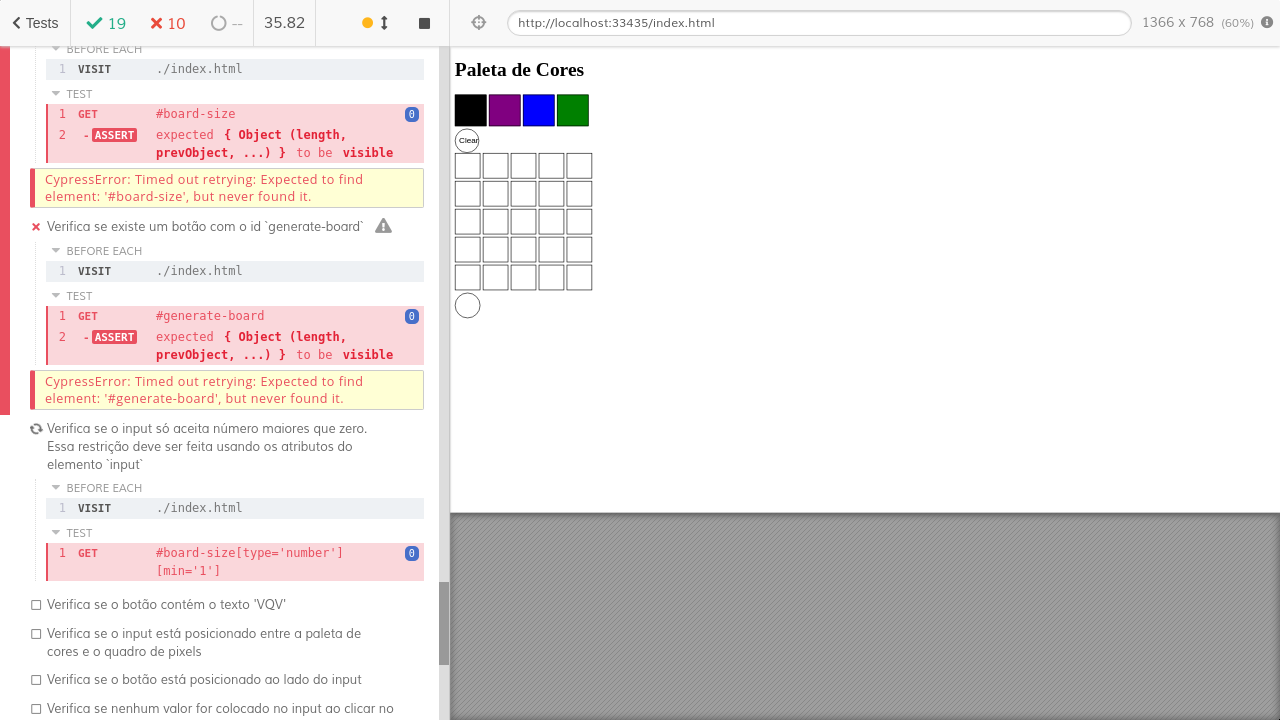 Tests
19
10
--
35.82
http://localhost:33435/index.html
1366 x 768 (60%)
BEFORE EACH
1 VISIT ./index.html
TEST
1 GET #board-size 0
2 - ASSERT expected { Object (length,
prevObject, ...) } to be visible
CypressError: Timed out retrying: Expected to find
element: '#board-size', but never found it.
Verifica se existe um botão com o id `generate-board`
BEFORE EACH
1 VISIT ./index.html
TEST
1 GET #generate-board 0
2 - ASSERT expected { Object (length,
prevObject, ...) } to be visible
CypressError: Timed out retrying: Expected to find
element: '#generate-board', but never found it.
Verifica se o input só aceita número maiores que zero.
Essa restrição deve ser feita usando os atributos do
elemento `input`
BEFORE EACH
1 VISIT ./index.html
TEST
1 GET #board-size[type='number'] 0
[min='1']
Verifica se o botão contém o texto 'VQV'
Verifica se o input está posicionado entre a paleta de
cores e o quadro de pixels
Verifica se o botão está posicionado ao lado do input
Verifica se nenhum valor for colocado no input ao clicar no
Paleta de Cores
Clear